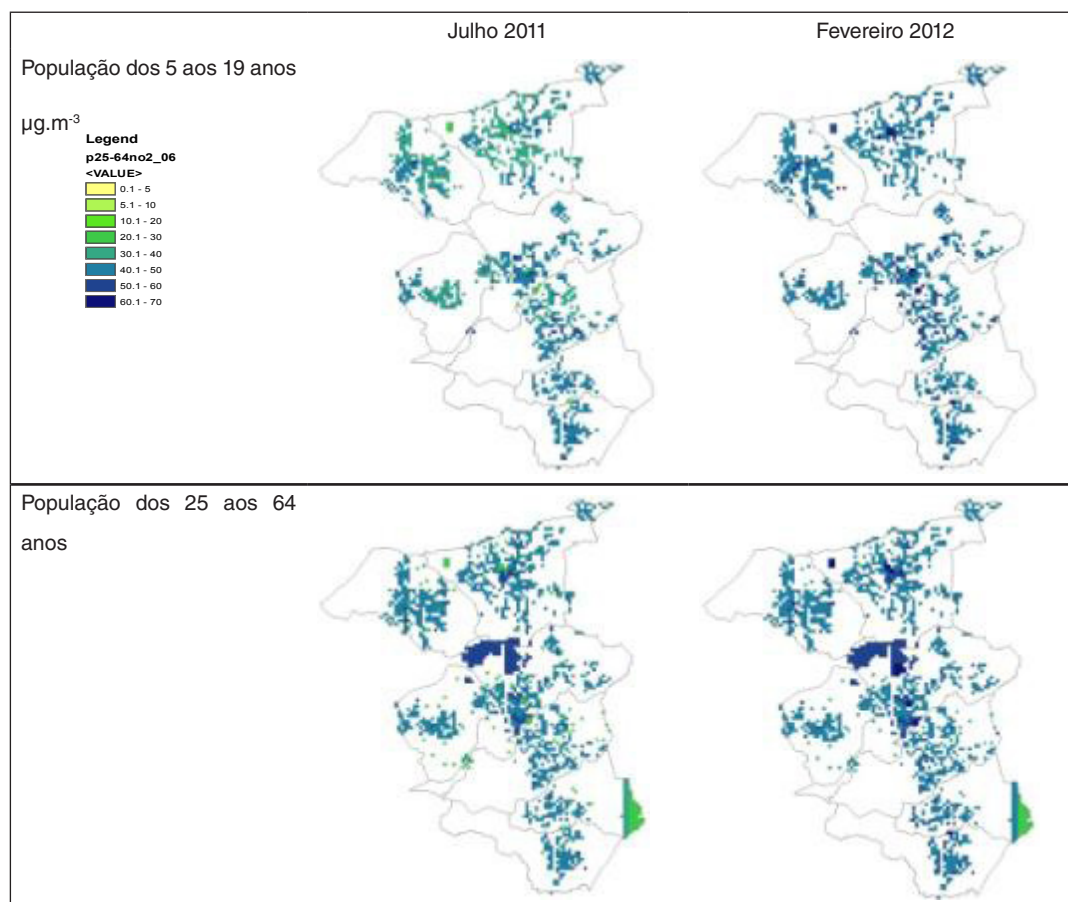 Julho 2011
Fevereiro 2012
População dos 5 aos 19 anos
µg.m-3
Legend
p25-64no2_06
<VALUE>
0.1 - 5
5.1 - 10
10.1 - 20
20.1 - 30
30.1 - 40
40.1 - 50
50.1 - 60
60.1 - 70
População dos 25 aos 64
anos